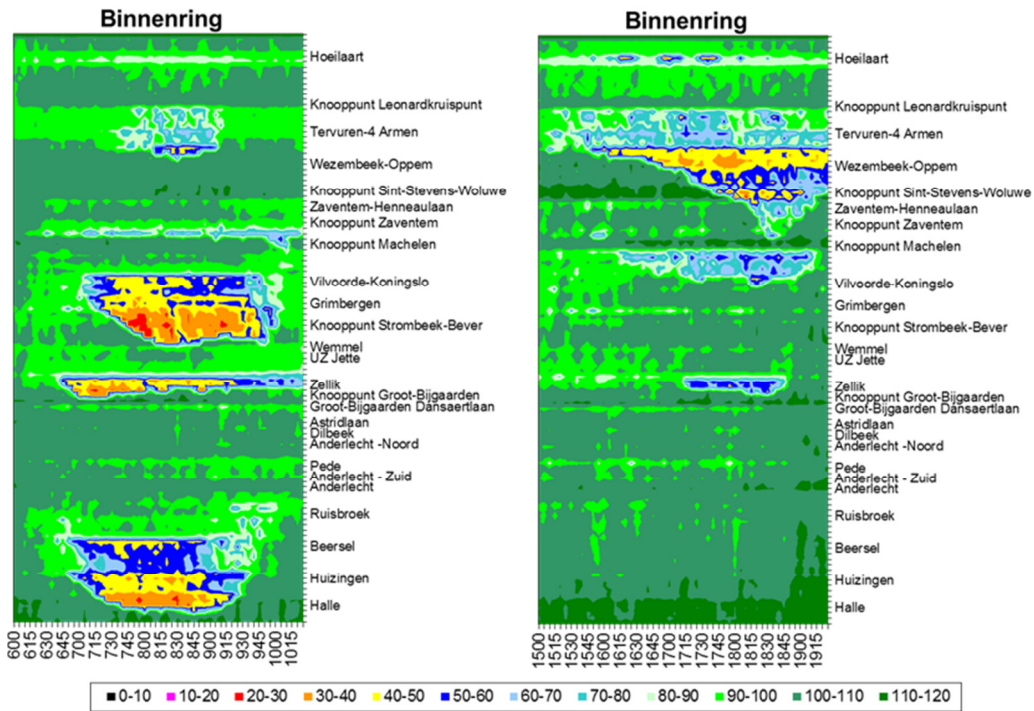 Binnenring
Hoeilaart
Knooppunt Leonardkruispunt
Tervuren-4 Armen
Wezembeek-Oppem
Knooppunt Sint-Stevens-Woluwe
Zaventem-Henneaulaan
Knooppunt Zaventem
Knooppunt Machelen
Vilvoorde-Koningslo
Grimbergen
Knooppunt Strombeek-Bever
Wemmel
UZ Jette
Zellik
Knooppunt Groot-Bijgaarden
Groot-Bijgaarden Dansaertlaan
Astridlaan
Dilbeek
Anderlecht -Noord
Pede
Anderlecht - Zuid
Anderlecht
Ruisbroek
Beersel
Huizingen
Halle
600 615 630 645 700 715 730 745 800 815 830 845 900 915 930 945 1000 1015
Binnenring
Hoeilaart
Knooppunt Leonardkruispunt
Tervuren-4 Armen
Wezembeek-Oppem
Knooppunt Sint-Stevens-Woluwe
Zaventem-Henneaulaan
Knooppunt Zaventem
Knooppunt Machelen
Vilvoorde-Koningslo
Grimbergen
Knooppunt Strombeek-Bever
Wemmel
UZ Jette
Zellik
Knooppunt Groot-Bijgaarden
Groot-Bijgaarden Dansaertlaan
Astridlaan
Dilbeek
Anderlecht -Noord
Pede
Anderlecht - Zuid
Anderlecht
Ruisbroek
Beersel
Huizingen
Halle
1500 1515 1530 1545 1600 1615 1630 1645 1700 1715 1730 1745 1800 1815 1830 1845 1900 1915
0-10 10-20 20-30 30-40 40-50 50-60 60-70 70-80 80-90 90-100 100-110 110-120